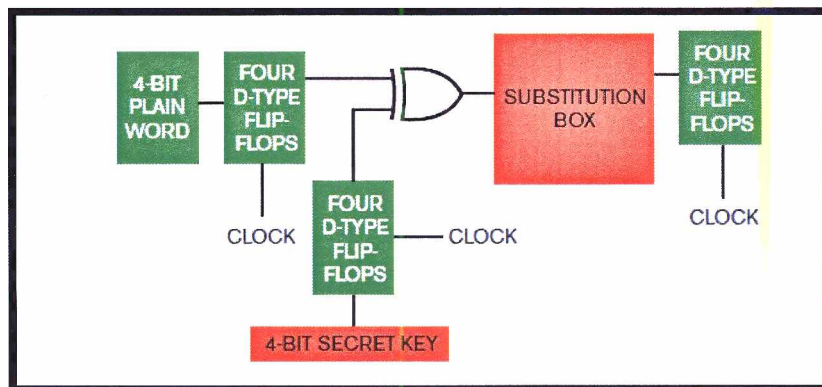 4-BIT
PLAIN
WORD
FOUR
D-TYPE
FLIP-
FLOPS
CLOCK
FOUR
D-TYPE
FLIP-
FLOPS
CLOCK
4-BIT SECRET KEY
SUBSTITUTION
BOX
FOUR
D-TYPE
FLIP-
FLOPS
CLOCK